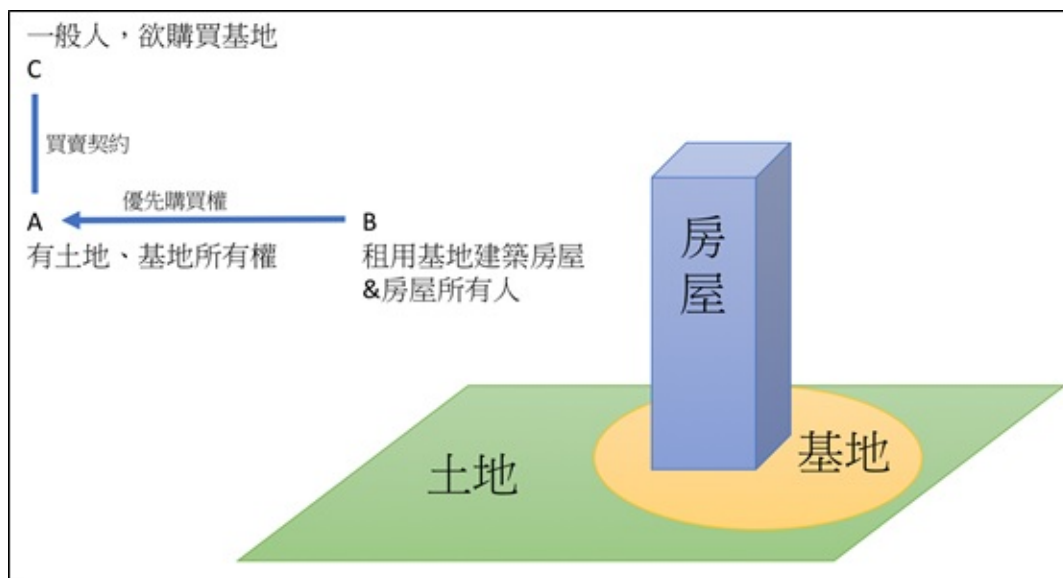 一般人，欲購買基地
C
買賣契約
優先購買權
A
B
有土地、基地所有權
租用基地建築房屋
&房屋所有人
房
屋
土地
基地